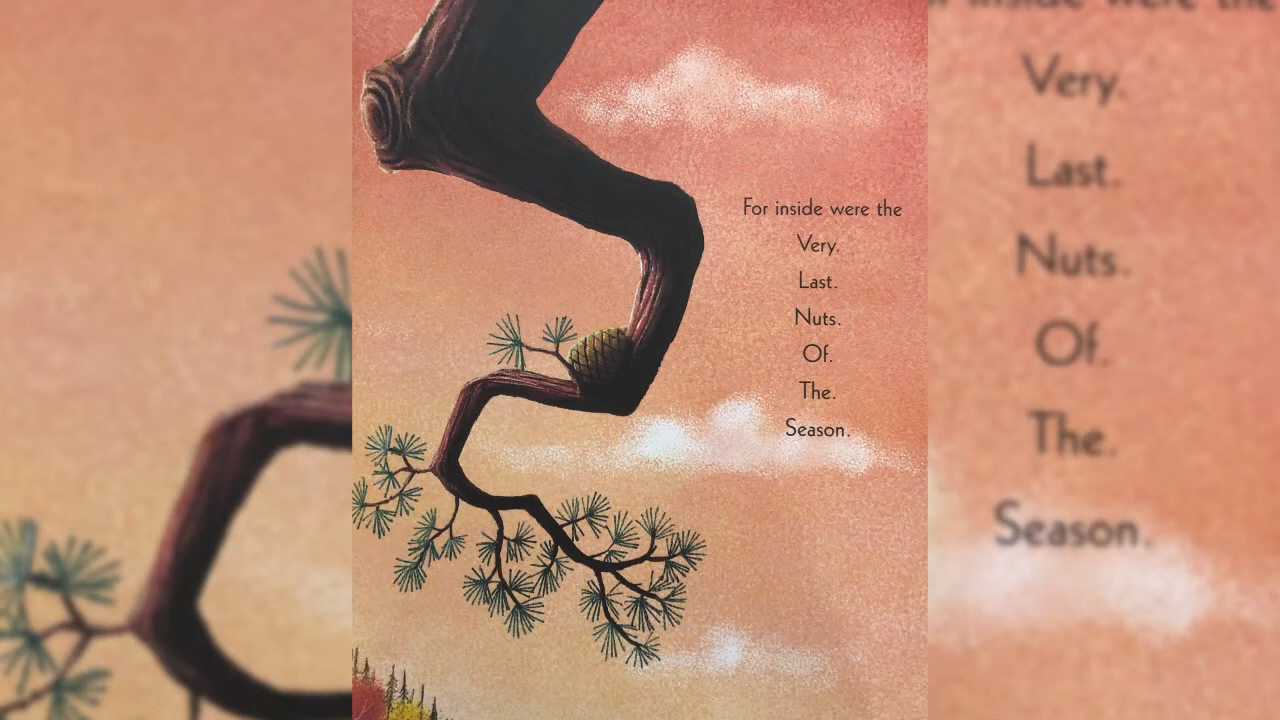 For inside were the
Very.
Last.
Nuts.
Of.
The.
Season.